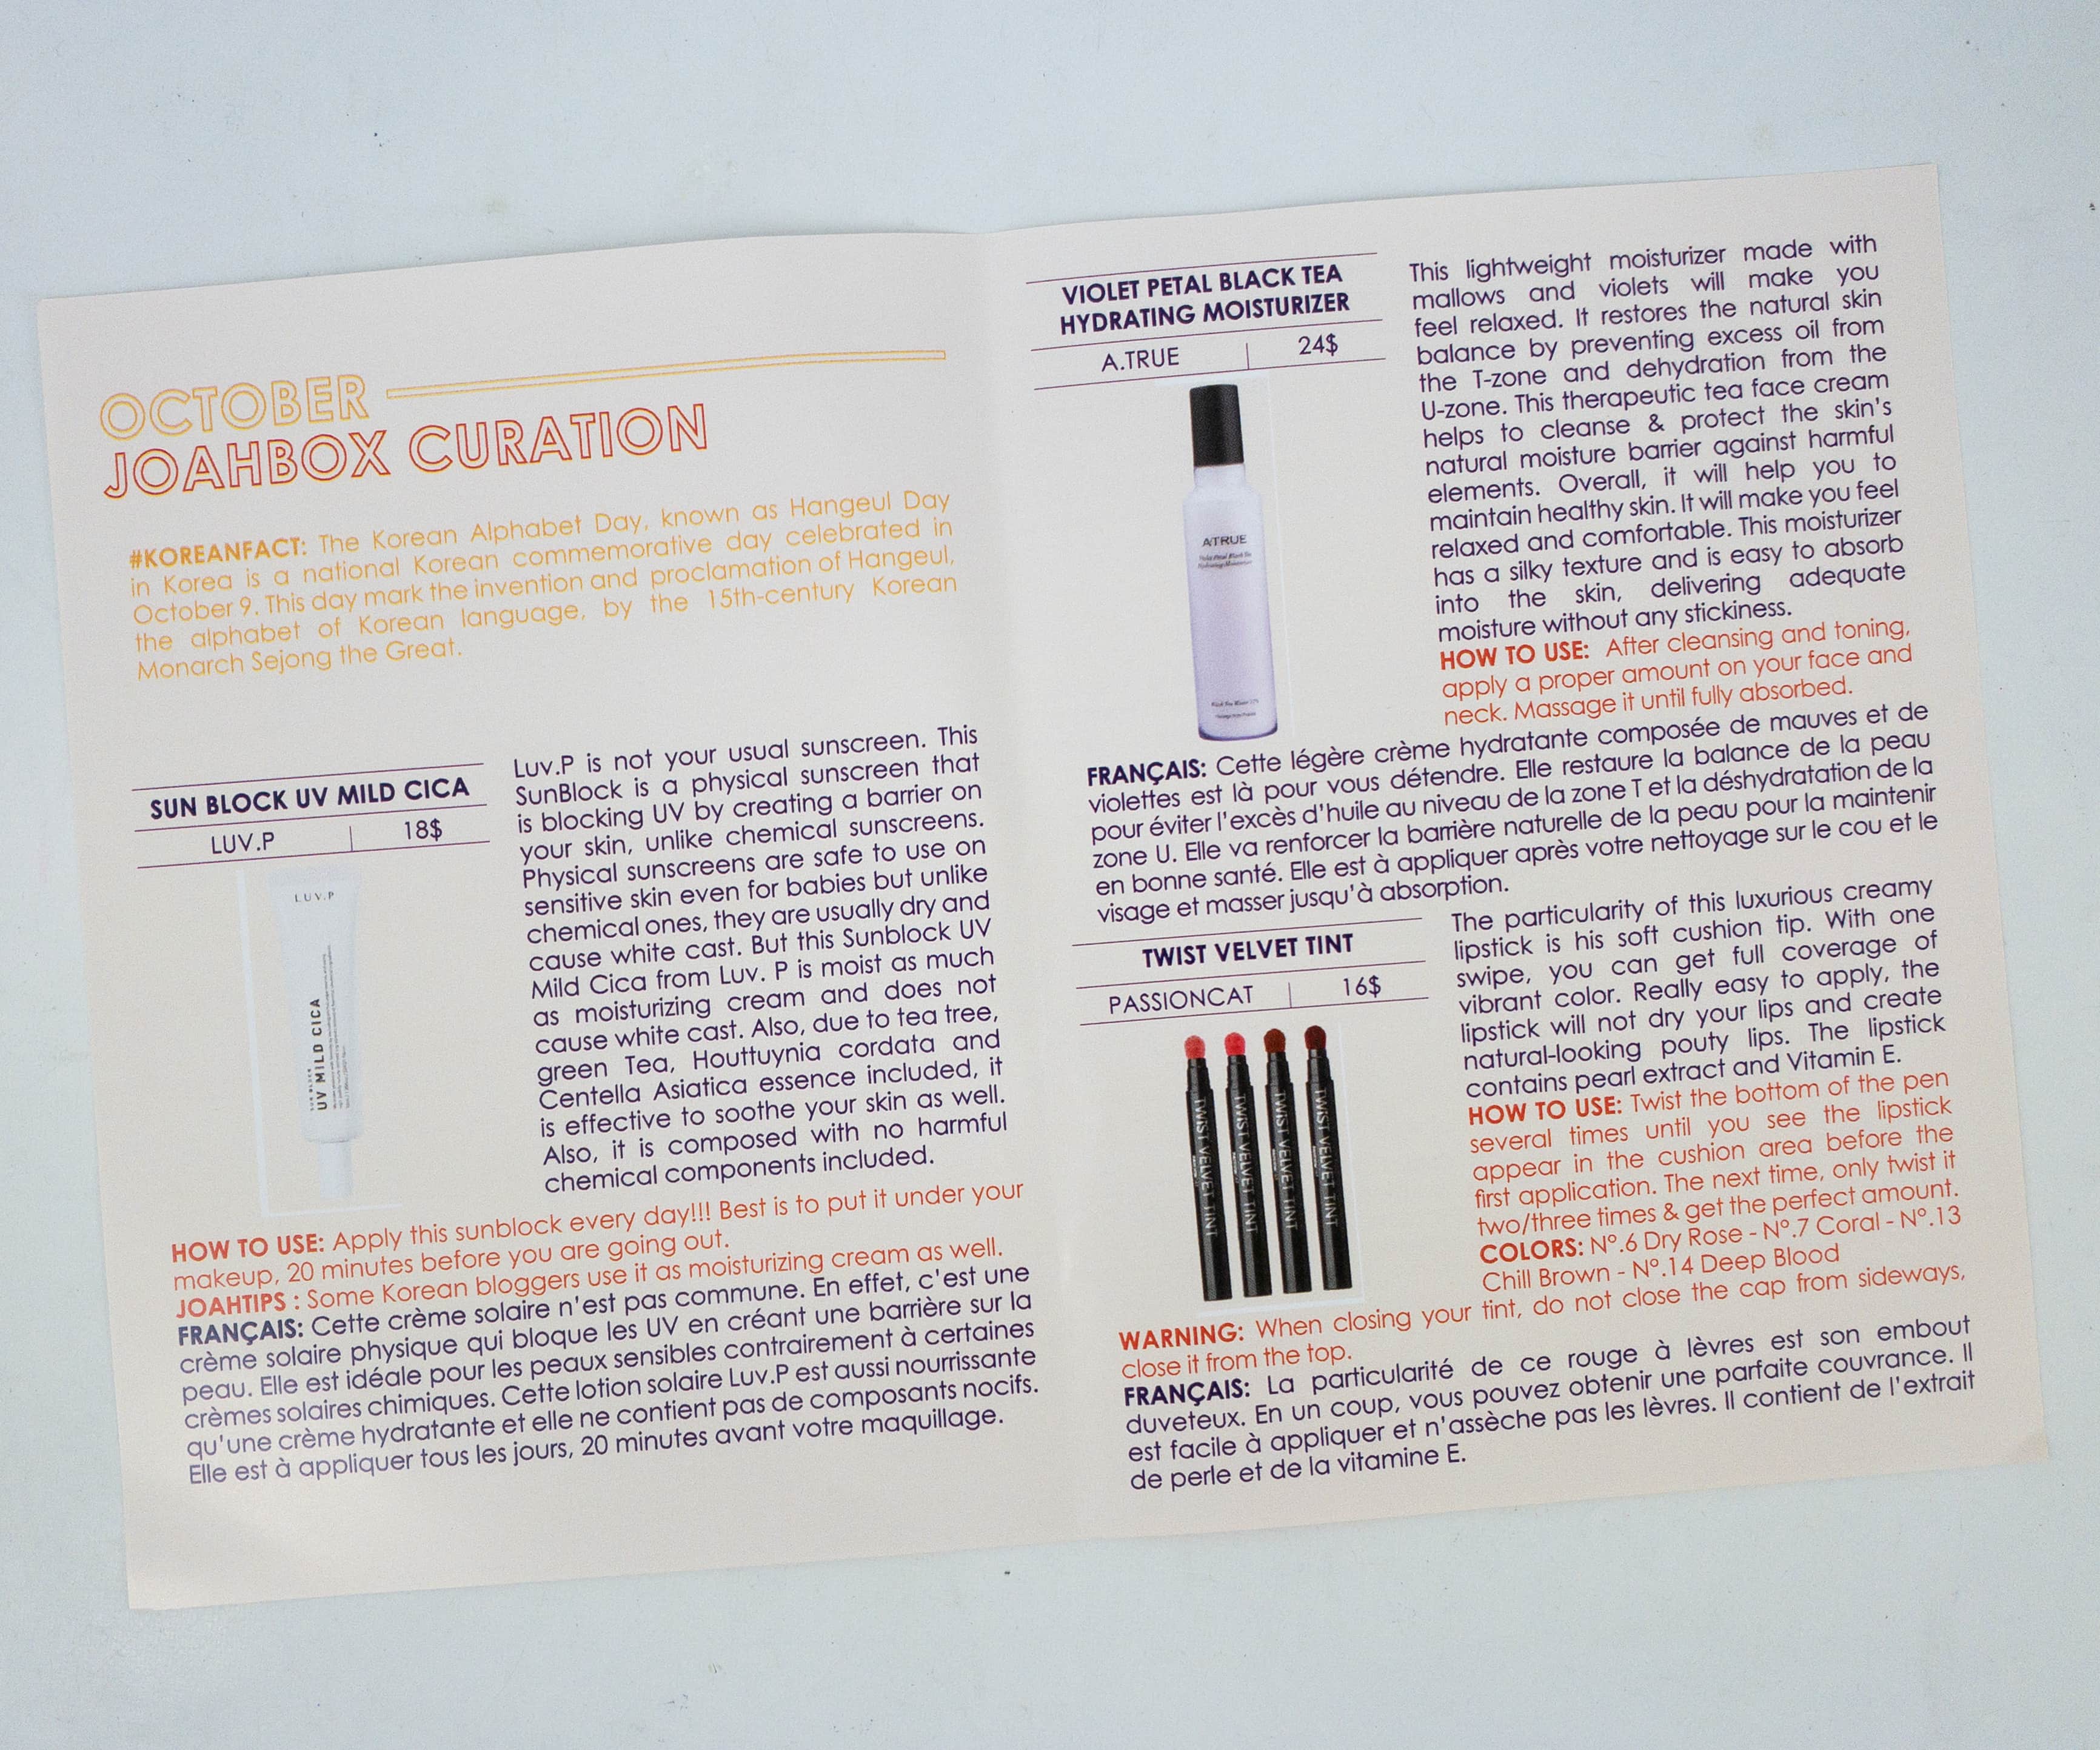 OCTOBER
JOAHBOX CURATION
#KOREANFACT: The Korean Alphabet Day, known as Hangeul Day
in Korea is a national Korean commemorative day celebrated in
October 9. This day mark the invention and proclamation of Hangeul,
the alphabet of Korean language, by the 15th-century Korean
Monarch Sejong the Great.
SUN BLOCK UV MILD CICA
LUV.P | 18$
LUV.P
UV MILD CICA
Luv.P is not your usual sunscreen. This
SunBlock is a physical sunscreen that
is blocking UV by creating a barrier on
your skin, unlike chemical sunscreens.
Physical sunscreens are safe to use on
sensitive skin even for babies but unlike
chemical ones, they are usually dry and
cause white cast. But this Sunblock UV
Mild Cica from Luv. P is moist as much
as moisturizing cream and does not
cause white cast. Also, due to tea tree,
green Tea, Houttuynia cordata and
Centella Asiatica essence included, it
is effective to soothe your skin as well.
Also, it is composed with no harmful
chemical components included.
HOW TO USE: Apply this sunblock every day!!! Best is to put it under your
makeup, 20 minutes before you are going out.
JOAHTIPS : Some Korean bloggers use it as moisturizing cream as well.
FRANÇAIS: Cette crème solaire n'est pas commune. En effet, c'est une
crème solaire physique qui bloque les UV en créant une barrière sur la
peau. Elle est idéale pour les peaux sensibles contrairement à certaines
crèmes solaires chimiques. Cette lotion solaire Luv.P est aussi nourrissante
qu'une crème hydratante et elle ne contient pas de composants nocifs.
Elle est à appliquer tous les jours, 20 minutes avant votre maquillage.
VIOLET PETAL BLACK TEA
HYDRATING MOISTURIZER
A.TRUE | 24$
A.TRUE
Violet Petal Black Tea
Hydrating Moisturizer
This lightweight moisturizer made with
mallows and violets will make you
feel relaxed. It restores the natural skin
balance by preventing excess oil from
the T-zone and dehydration from the
U-zone. This therapeutic tea face cream
helps to cleanse & protect the skin's
natural moisture barrier against harmful
elements. Overall, it will help you to
maintain healthy skin. It will make you feel
relaxed and comfortable. This moisturizer
has a silky texture and is easy to absorb
into the skin, delivering adequate
moisture without any stickiness.
HOW TO USE: After cleansing and toning,
apply a proper amount on your face and
neck. Massage it until fully absorbed.
FRANÇAIS: Cette légère crème hydratante composée de mauves et de
violettes est là pour vous détendre. Elle restaure la balance de la peau
pour éviter l'excès d'huile au niveau de la zone T et la déshydratation de la
zone U. Elle va renforcer la barrière naturelle de la peau pour la maintenir
en bonne santé. Elle est à appliquer après votre nettoyage sur le cou et le
visage et masser jusqu'à absorption.
TWIST VELVET TINT
PASSIONCAT | 16$
TWIST VELVET TINT
TWIST VELVET TINT
TWIST VELVET TINT
TWIST VELVET TINT
The particularity of this luxurious creamy
lipstick is his soft cushion tip. With one
swipe, you can get full coverage of
vibrant color. Really easy to apply, the
lipstick will not dry your lips and create
natural-looking pouty lips. The lipstick
contains pearl extract and Vitamin E.
HOW TO USE: Twist the bottom of the pen
several times until you see the lipstick
appear in the cushion area before the
first application. The next time, only twist it
two/three times & get the perfect amount.
COLORS: Nº.6 Dry Rose - Nº.7 Coral - Nº.13
Chill Brown - Nº.14 Deep Blood
WARNING: When closing your tint, do not close the cap from sideways,
close it from the top.
FRANÇAIS: La particularité de ce rouge à lèvres est son embout
duveteux. En un coup, vous pouvez obtenir une parfaite couvrance. Il
est facile à appliquer et n'assèche pas les lèvres. Il contient de l'extrait
de perle et de la vitamine E.